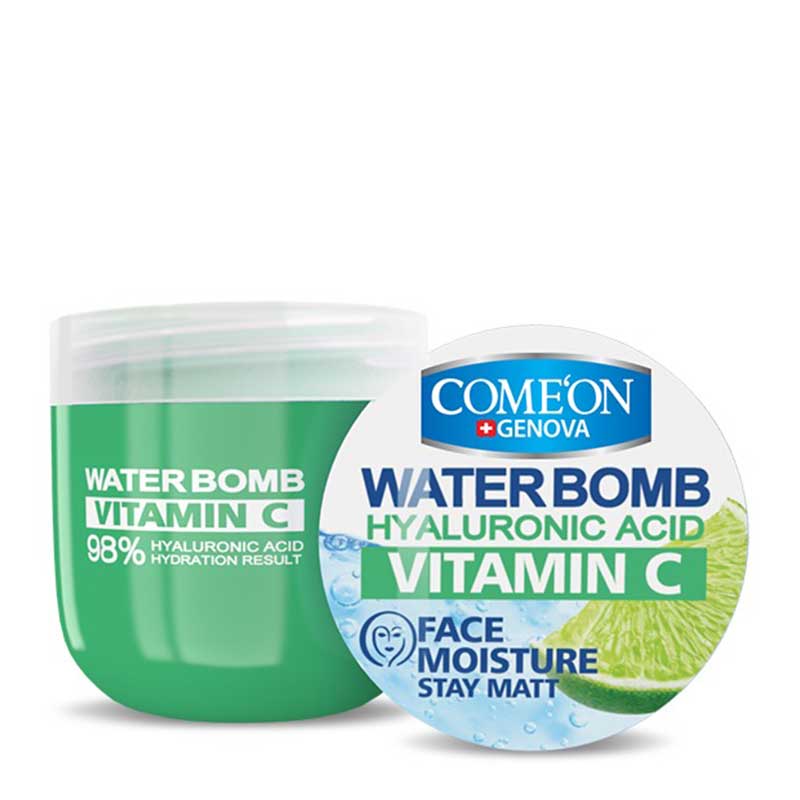 WATER BOMB
VITAMIN C
98% HYALURONIC ACID
HYDRATION RESULT
COME'ON
GENOVA
WATER BOMB
HYALURONIC ACID
VITAMIN C
FACE
MOISTURE
STAY MATT